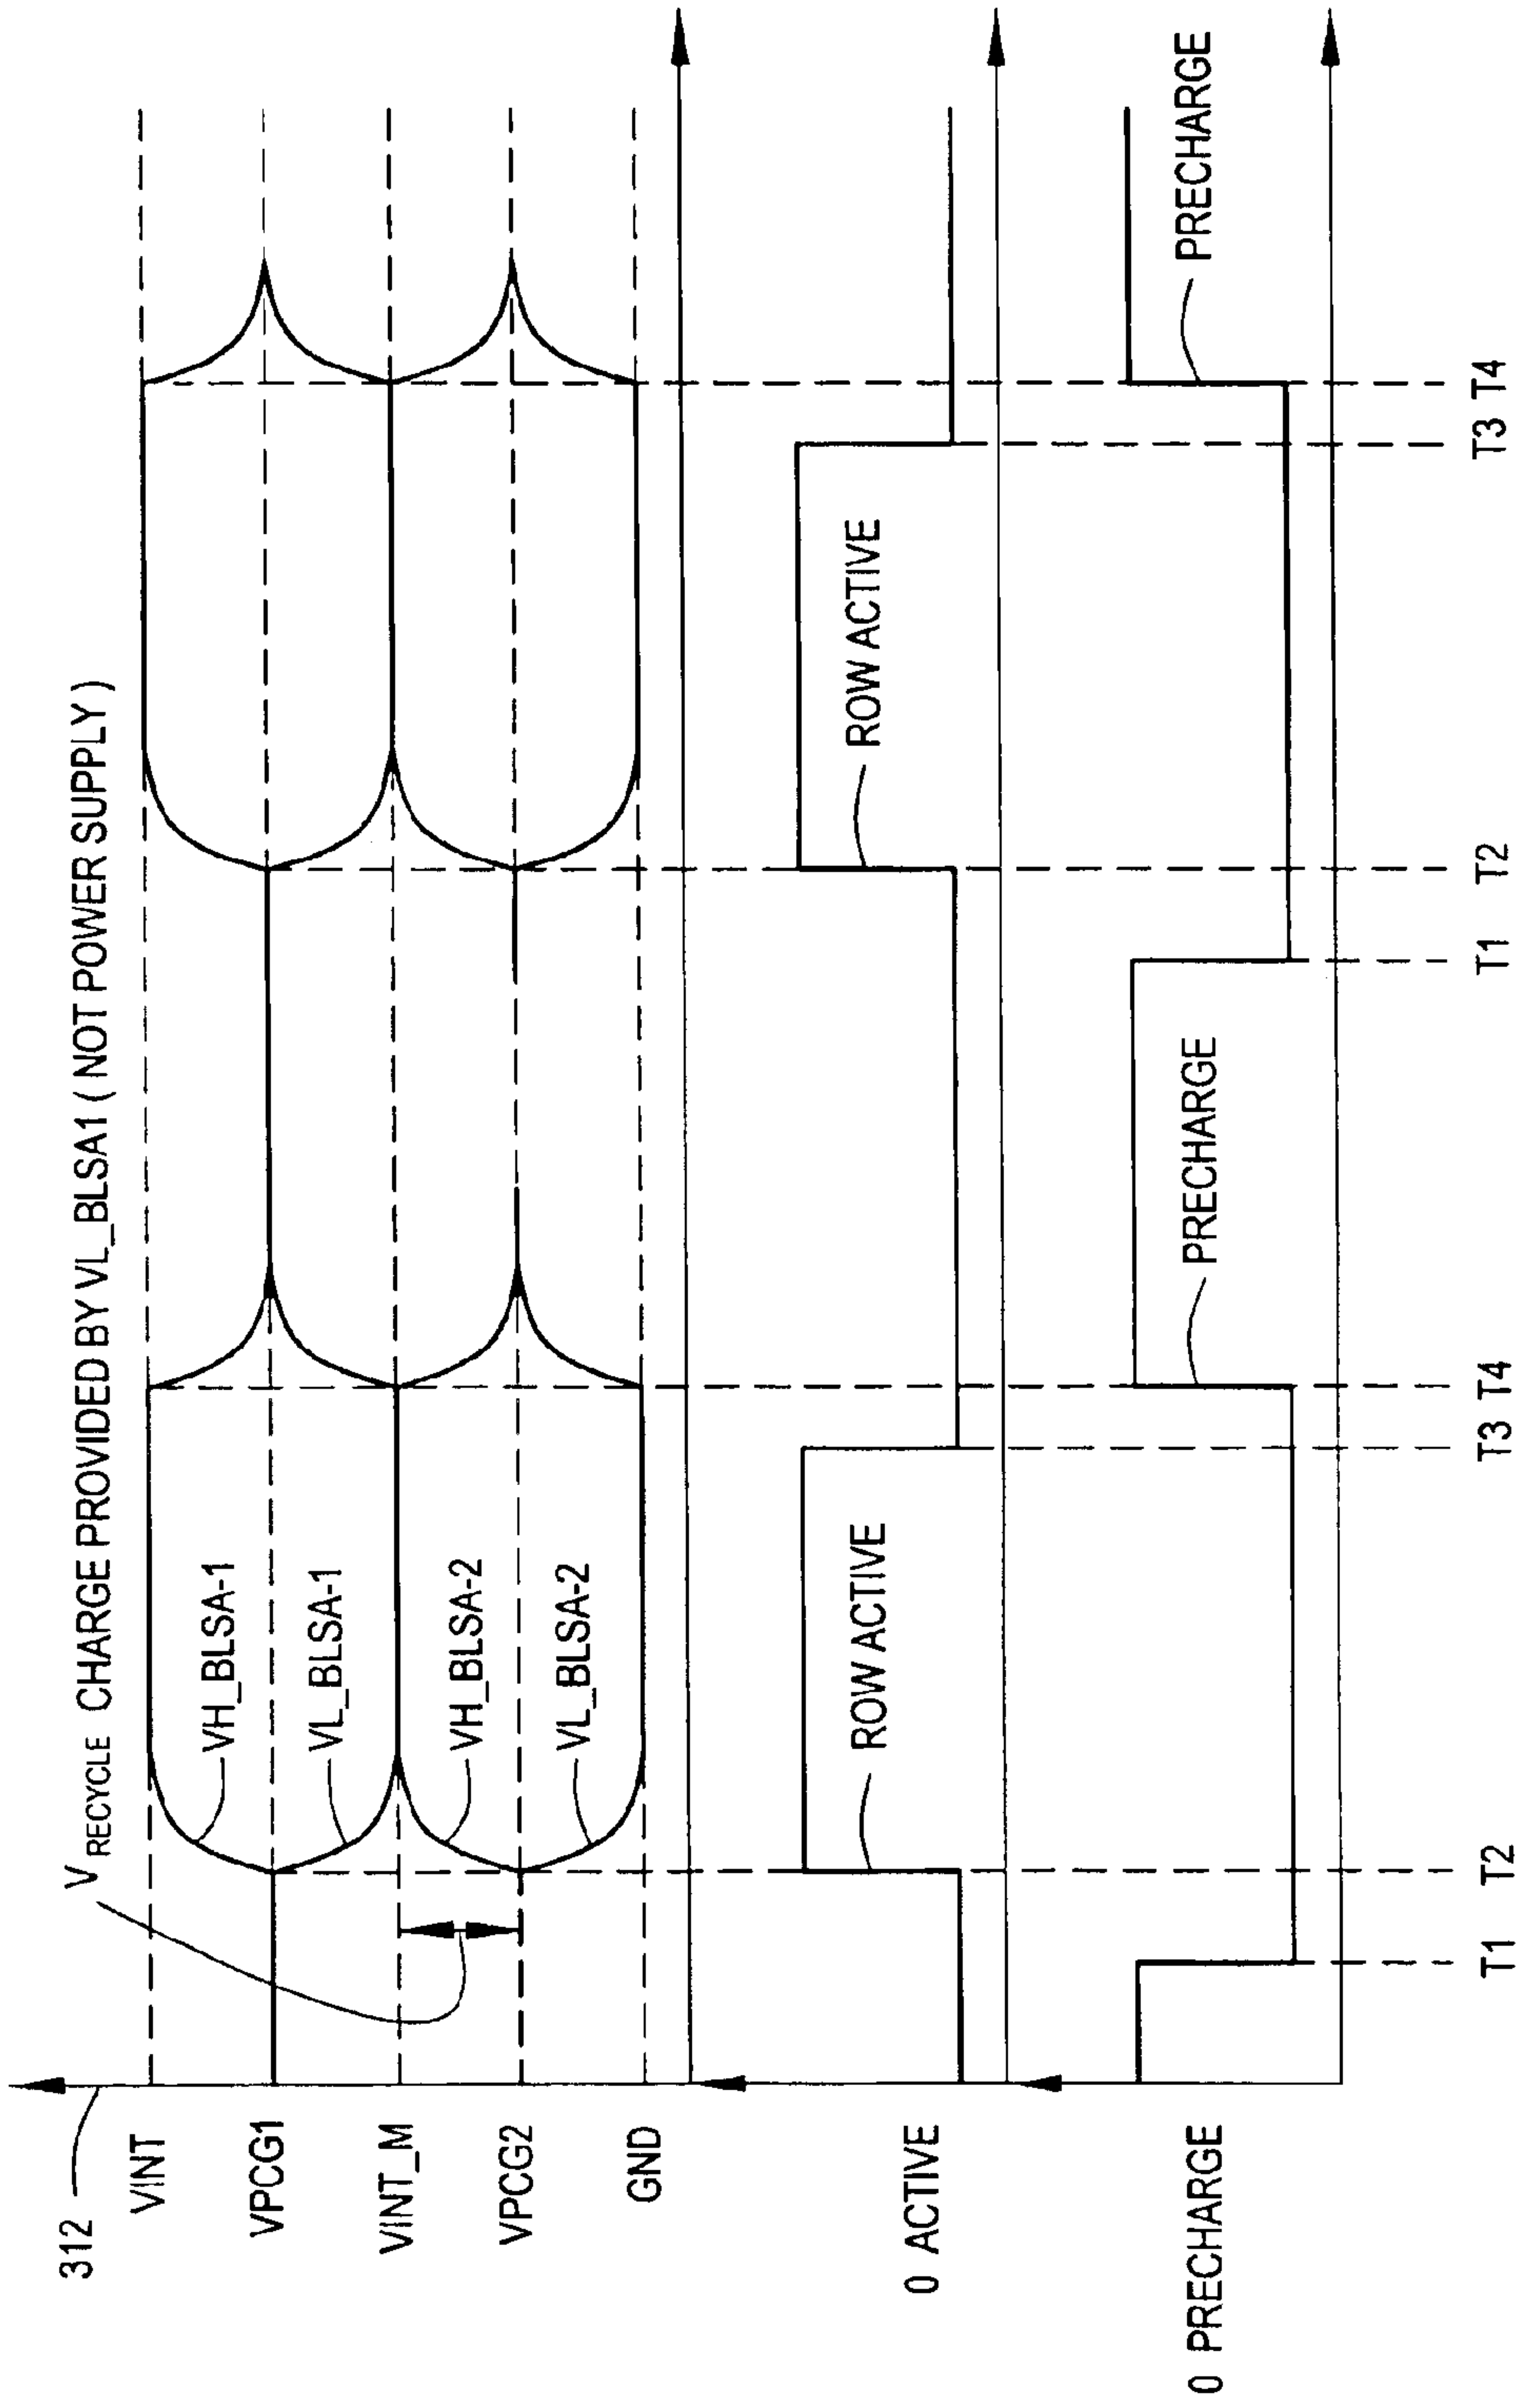 312
V RECYCLE CHARGE PROVIDED BY VL_BLSA1 ( NOT POWER SUPPLY )
VINT
VH_BLSA-1
VPCG1
VL_BLSA-1
VINT_M
VH_BLSA-2
VPCG2
VL_BLSA-2
GND
ROW ACTIVE
ROW ACTIVE
0 ACTIVE
PRECHARGE
PRECHARGE
0 PRECHARGE
T1 T2 T3 T4 T1 T2 T3 T4